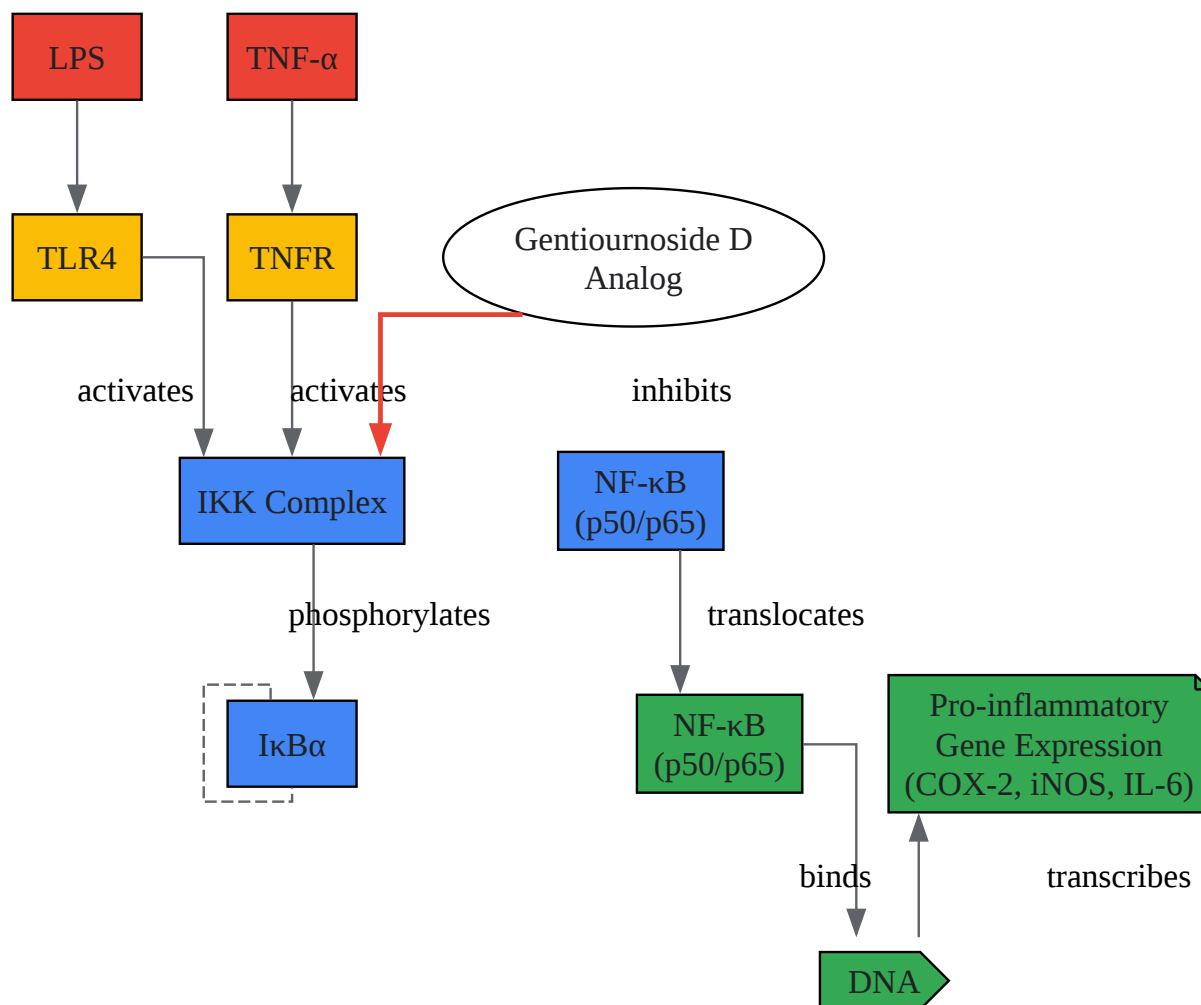 LPS
TNF-α
TLR4
TNFR
Gentiournoside D
Analog
activates
activates
inhibits
IKK Complex
NF-κB
(p50/p65)
phosphorylates
translocates
IκBα
NF-κB
(p50/p65)
Pro-inflammatory
Gene Expression
(COX-2, iNOS, IL-6)
binds
transcribes
DNA